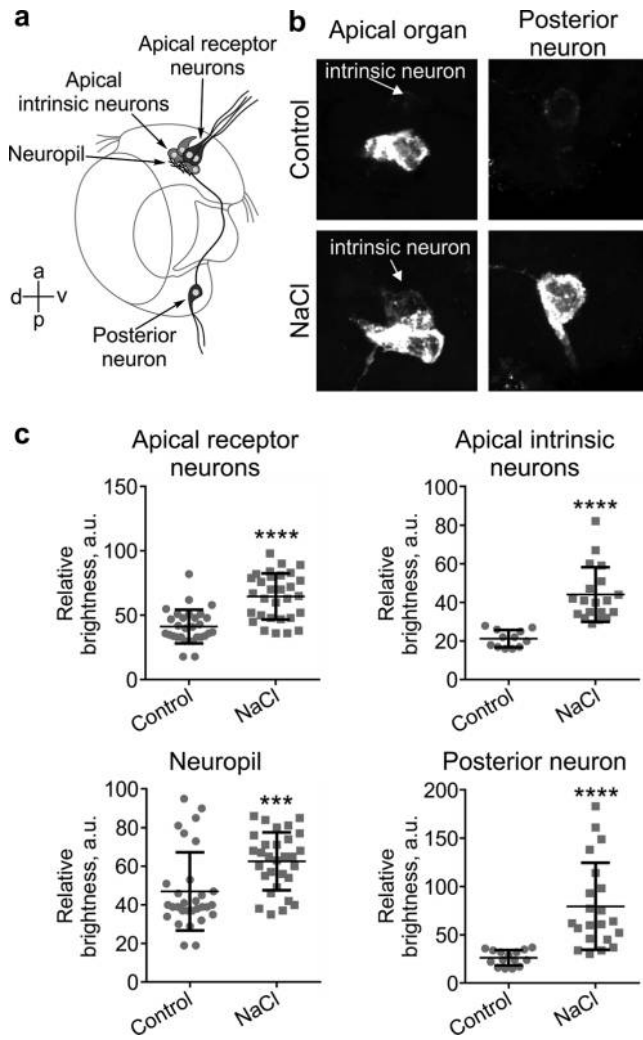 a
Apical receptor
neurons
Apical
intrinsic neurons
Neuropil
a
d
v
p
Posterior
neuron
b
Apical organ
Posterior
neuron
Control
intrinsic neuron
NaCl
intrinsic neuron
c
Apical receptor
neurons
Relative
brightness, a.u.
150
100
50
0
****
Control
NaCl
Apical intrinsic
neurons
Relative
brightness, a.u.
100
80
60
40
20
0
****
Control
NaCl
Neuropil
Relative
brightness, a.u.
100
80
60
40
20
0
***
Control
NaCl
Posterior neuron
Relative
brightness, a.u.
200
150
100
50
0
****
Control
NaCl